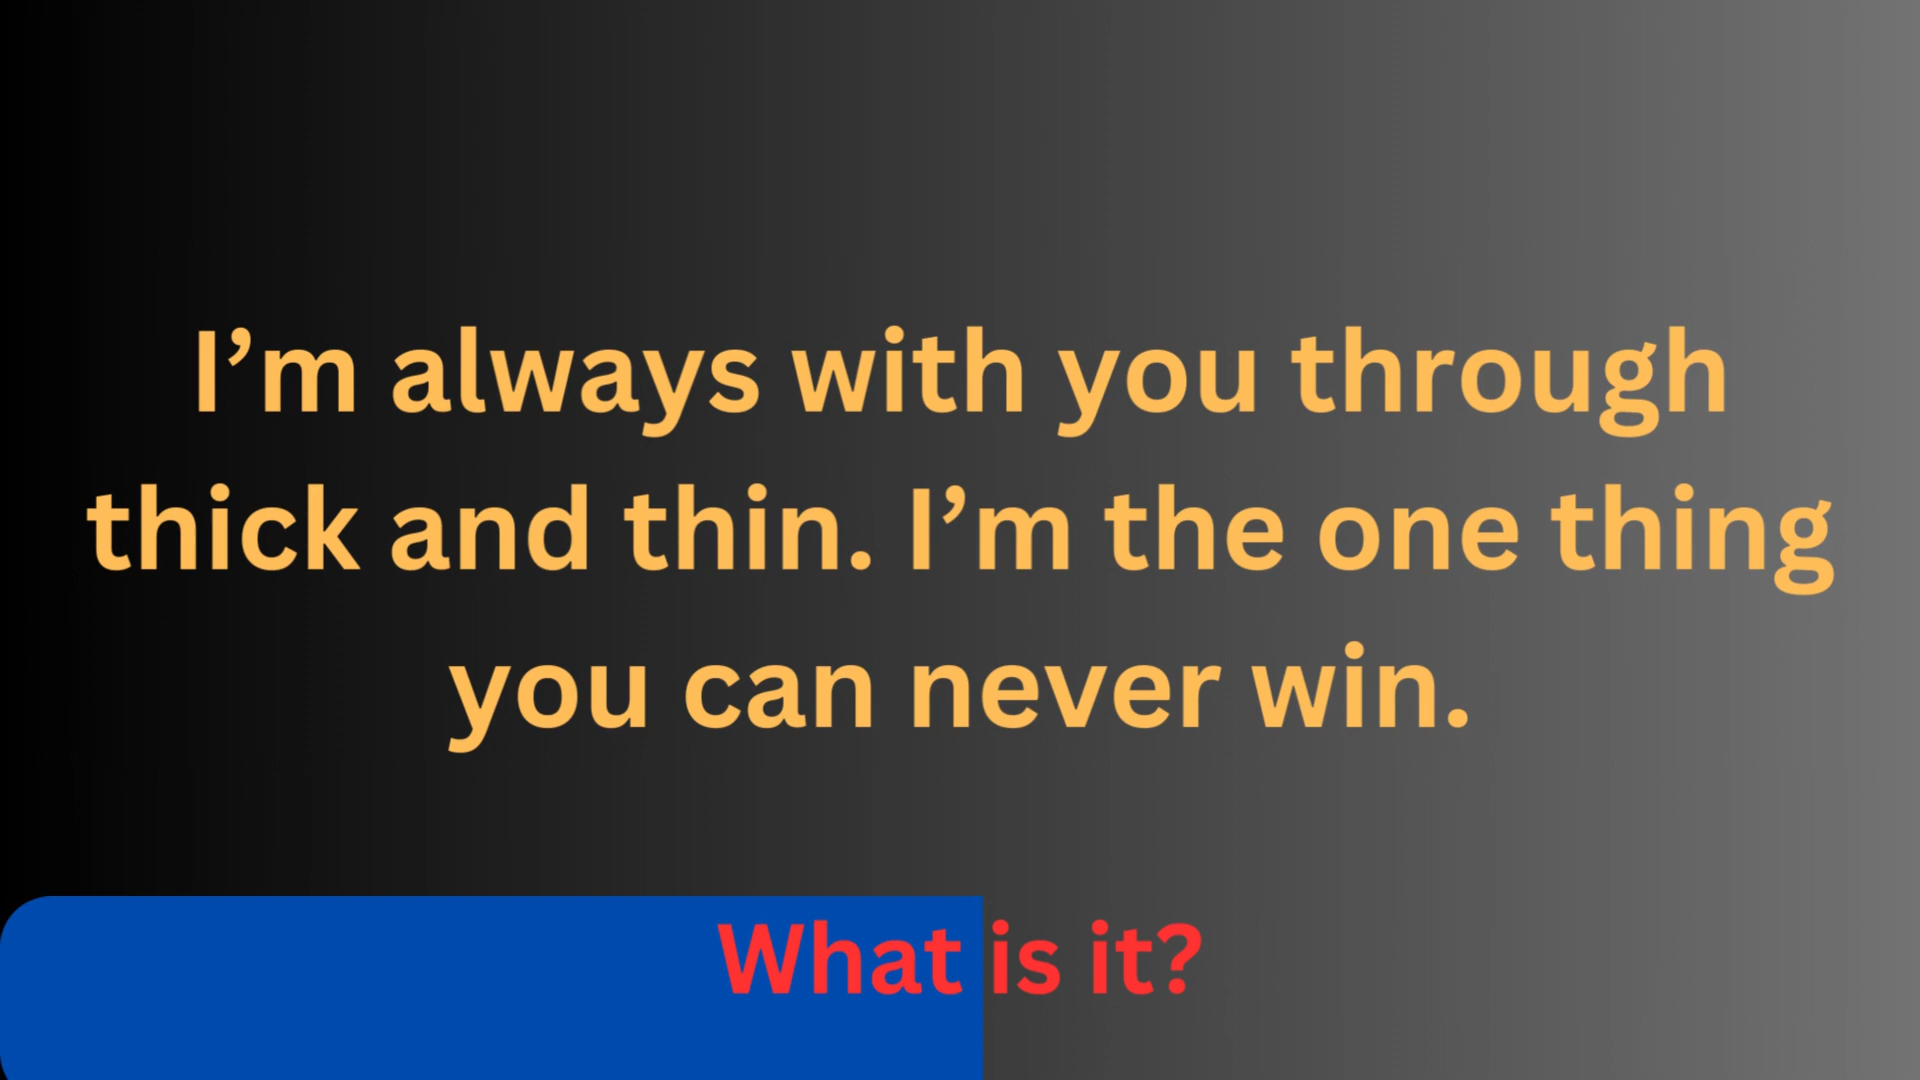 I’m always with you through
thick and thin. I’m the one thing
you can never win.
What is it?